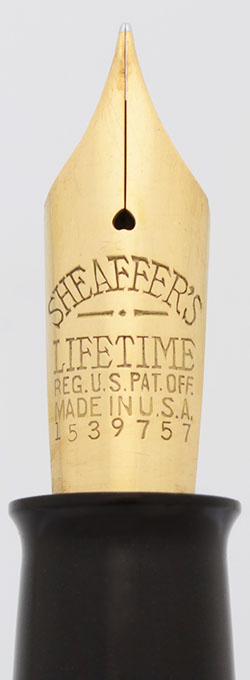 SHEAFFER'S
LIFETIME
REG. U.S. PAT. OFF.
MADE IN U.S.A.
1539757